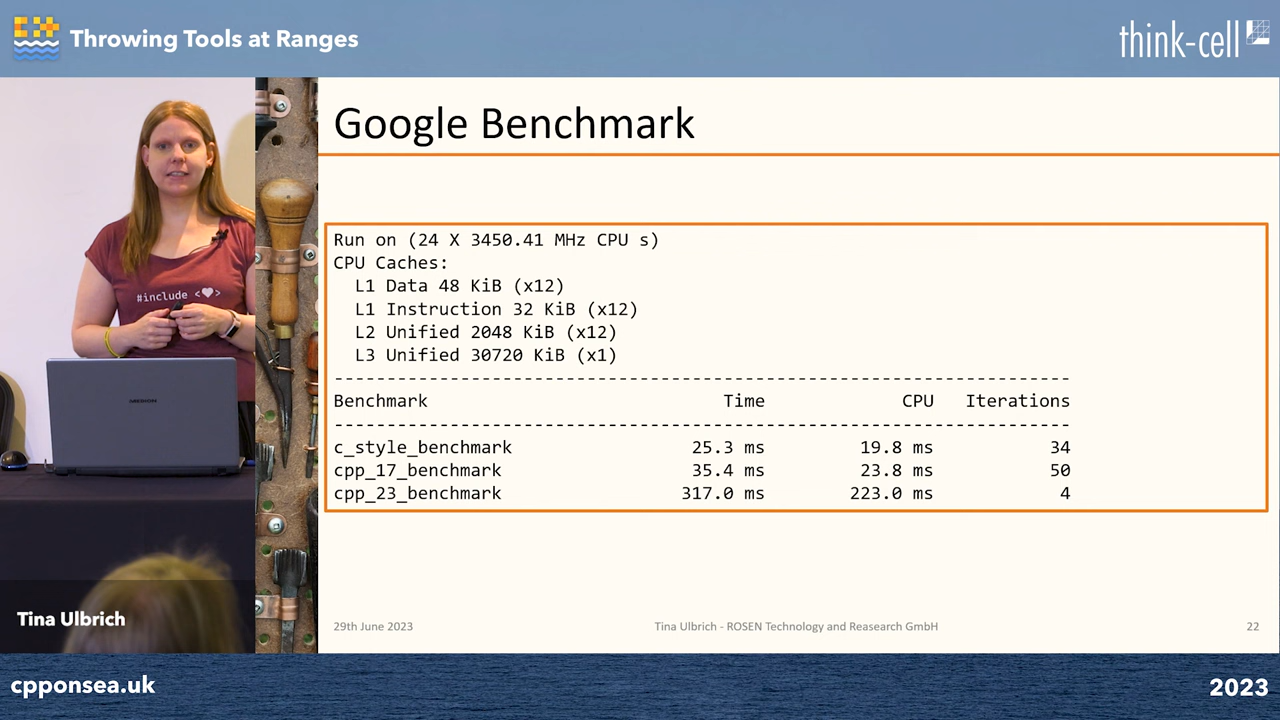 Throwing Tools at Ranges
think-cell
Google Benchmark
#include <♥>
Run on (24 X 3450.41 MHz CPU s)
CPU Caches:
L1 Data 48 KiB (x12)
L1 Instruction 32 KiB (x12)
L2 Unified 2048 KiB (x12)
L3 Unified 30720 KiB (x1)
---------------------------------------------------------------------
Benchmark Time CPU Iterations
---------------------------------------------------------------------
c_style_benchmark 25.3 ms 19.8 ms 34
cpp_17_benchmark 35.4 ms 23.8 ms 50
cpp_23_benchmark 317.0 ms 223.0 ms 4
Tina Ulbrich
29th June 2023 Tina Ulbrich - ROSEN Technology and Reasearch GmbH 22
cpponsea.uk
2023